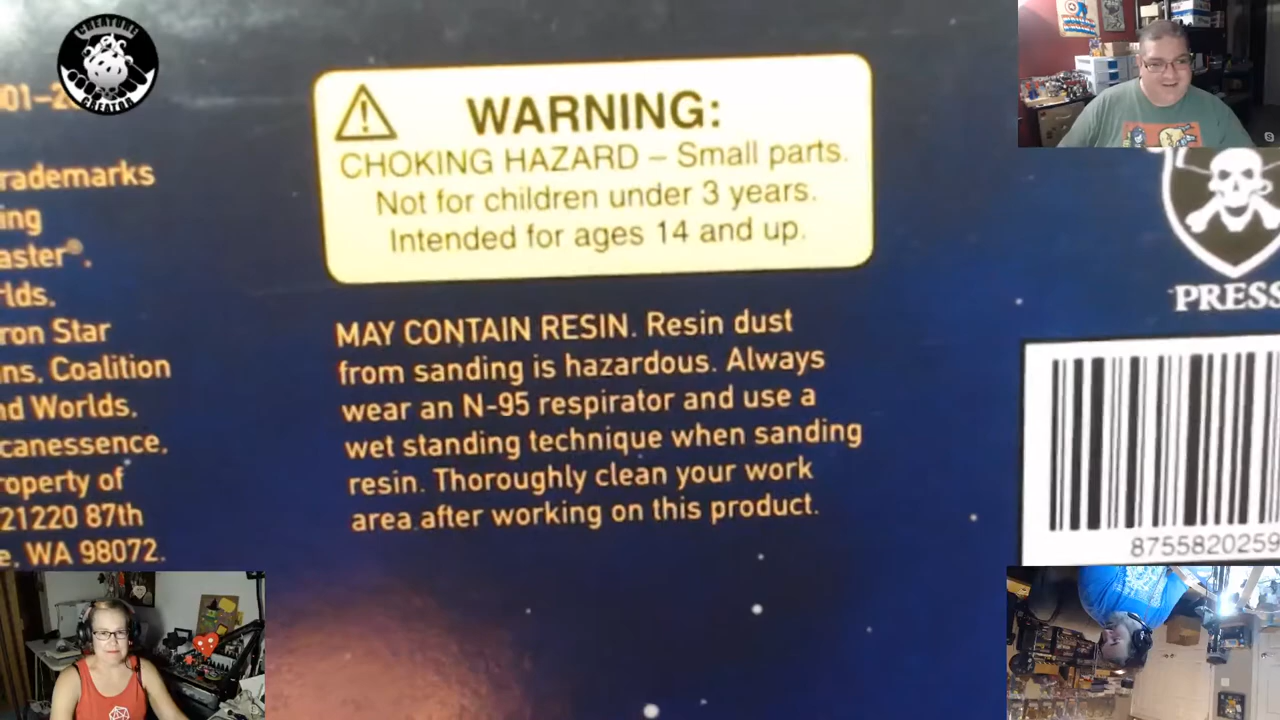 CREATURE
CREATOR
rademarks
ing
aster®.
lds.
ron Star
ns, Coalition
d Worlds,
canessence,
roperty of
21220 87th
e, WA 98072.
WARNING:
CHOKING HAZARD – Small parts.
Not for children under 3 years.
Intended for ages 14 and up.
MAY CONTAIN RESIN. Resin dust
from sanding is hazardous. Always
wear an N-95 respirator and use a
wet standing technique when sanding
resin. Thoroughly clean your work
area after working on this product.
PRESS
8755820259